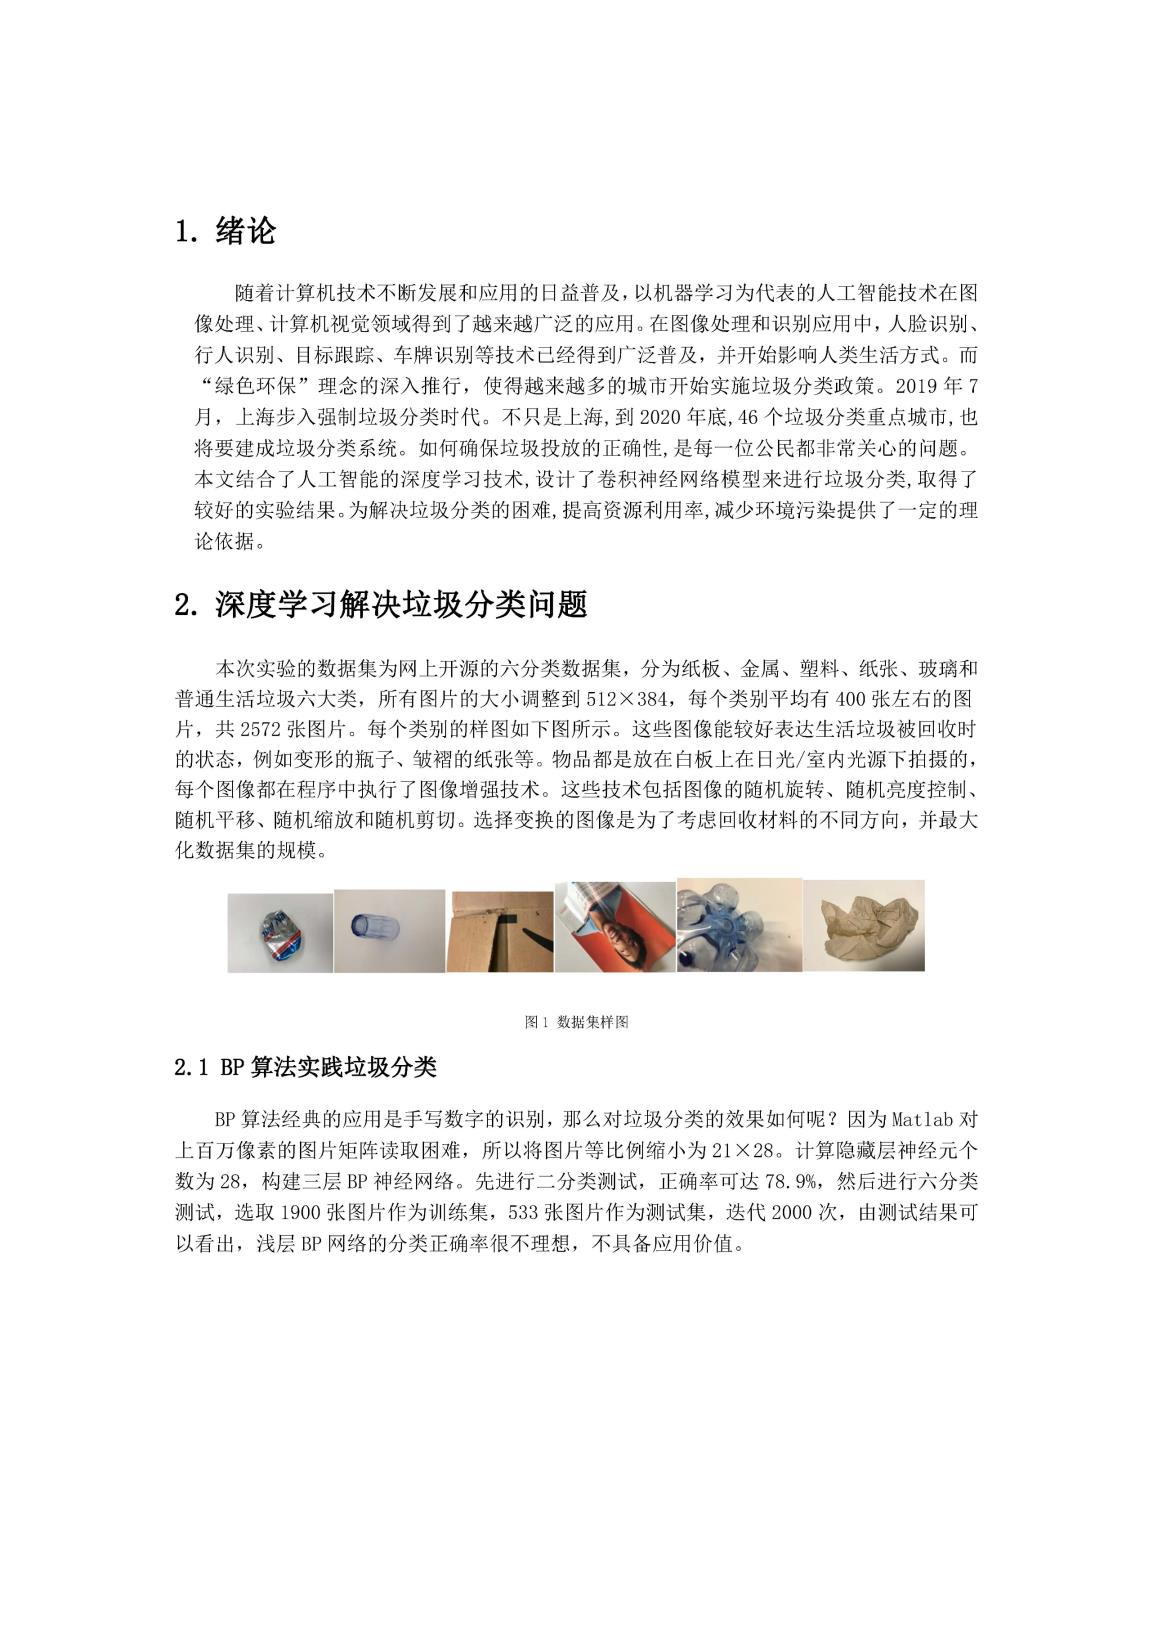 1. 绪论
随着计算机技术不断发展和应用的日益普及,以机器学习为代表的人工智能技术在图
像处理、计算机视觉领域得到了越来越广泛的应用。在图像处理和识别应用中,人脸识别、
行人识别、目标跟踪、车牌识别等技术已经得到广泛普及，并开始影响人类生活方式。而
“绿色环保”理念的深入推行，使得越来越多的城市开始实施垃圾分类政策。2019 年 7
月，上海步入强制垃圾分类时代。不只是上海,到 2020 年底,46 个垃圾分类重点城市,也
将要建成垃圾分类系统。如何确保垃圾投放的正确性,是每一位公民都非常关心的问题。
本文结合了人工智能的深度学习技术,设计了卷积神经网络模型来进行垃圾分类,取得了
较好的实验结果。为解决垃圾分类的困难,提高资源利用率,减少环境污染提供了一定的理
论依据。
2. 深度学习解决垃圾分类问题
本次实验的数据集为网上开源的六分类数据集，分为纸板、金属、塑料、纸张、玻璃和
普通生活垃圾六大类，所有图片的大小调整到 512×384，每个类别平均有 400 张左右的图
片，共 2572 张图片。每个类别的样图如下图所示。这些图像能较好表达生活垃圾被回收时
的状态，例如变形的瓶子、皱褶的纸张等。物品都是放在白板上在日光/室内光源下拍摄的，
每个图像都在程序中执行了图像增强技术。这些技术包括图像的随机旋转、随机亮度控制、
随机平移、随机缩放和随机剪切。选择变换的图像是为了考虑回收材料的不同方向，并最大
化数据集的规模。
图 1 数据集样图
2.1 BP 算法实践垃圾分类
BP 算法经典的应用是手写数字的识别，那么对垃圾分类的效果如何呢？因为 Matlab 对
上百万像素的图片矩阵读取困难，所以将图片等比例缩小为 21×28。计算隐藏层神经元个
数为 28，构建三层 BP 神经网络。先进行二分类测试，正确率可达 78.9%，然后进行六分类
测试，选取 1900 张图片作为训练集，533 张图片作为测试集，迭代 2000 次，由测试结果可
以看出，浅层 BP 网络的分类正确率很不理想，不具备应用价值。